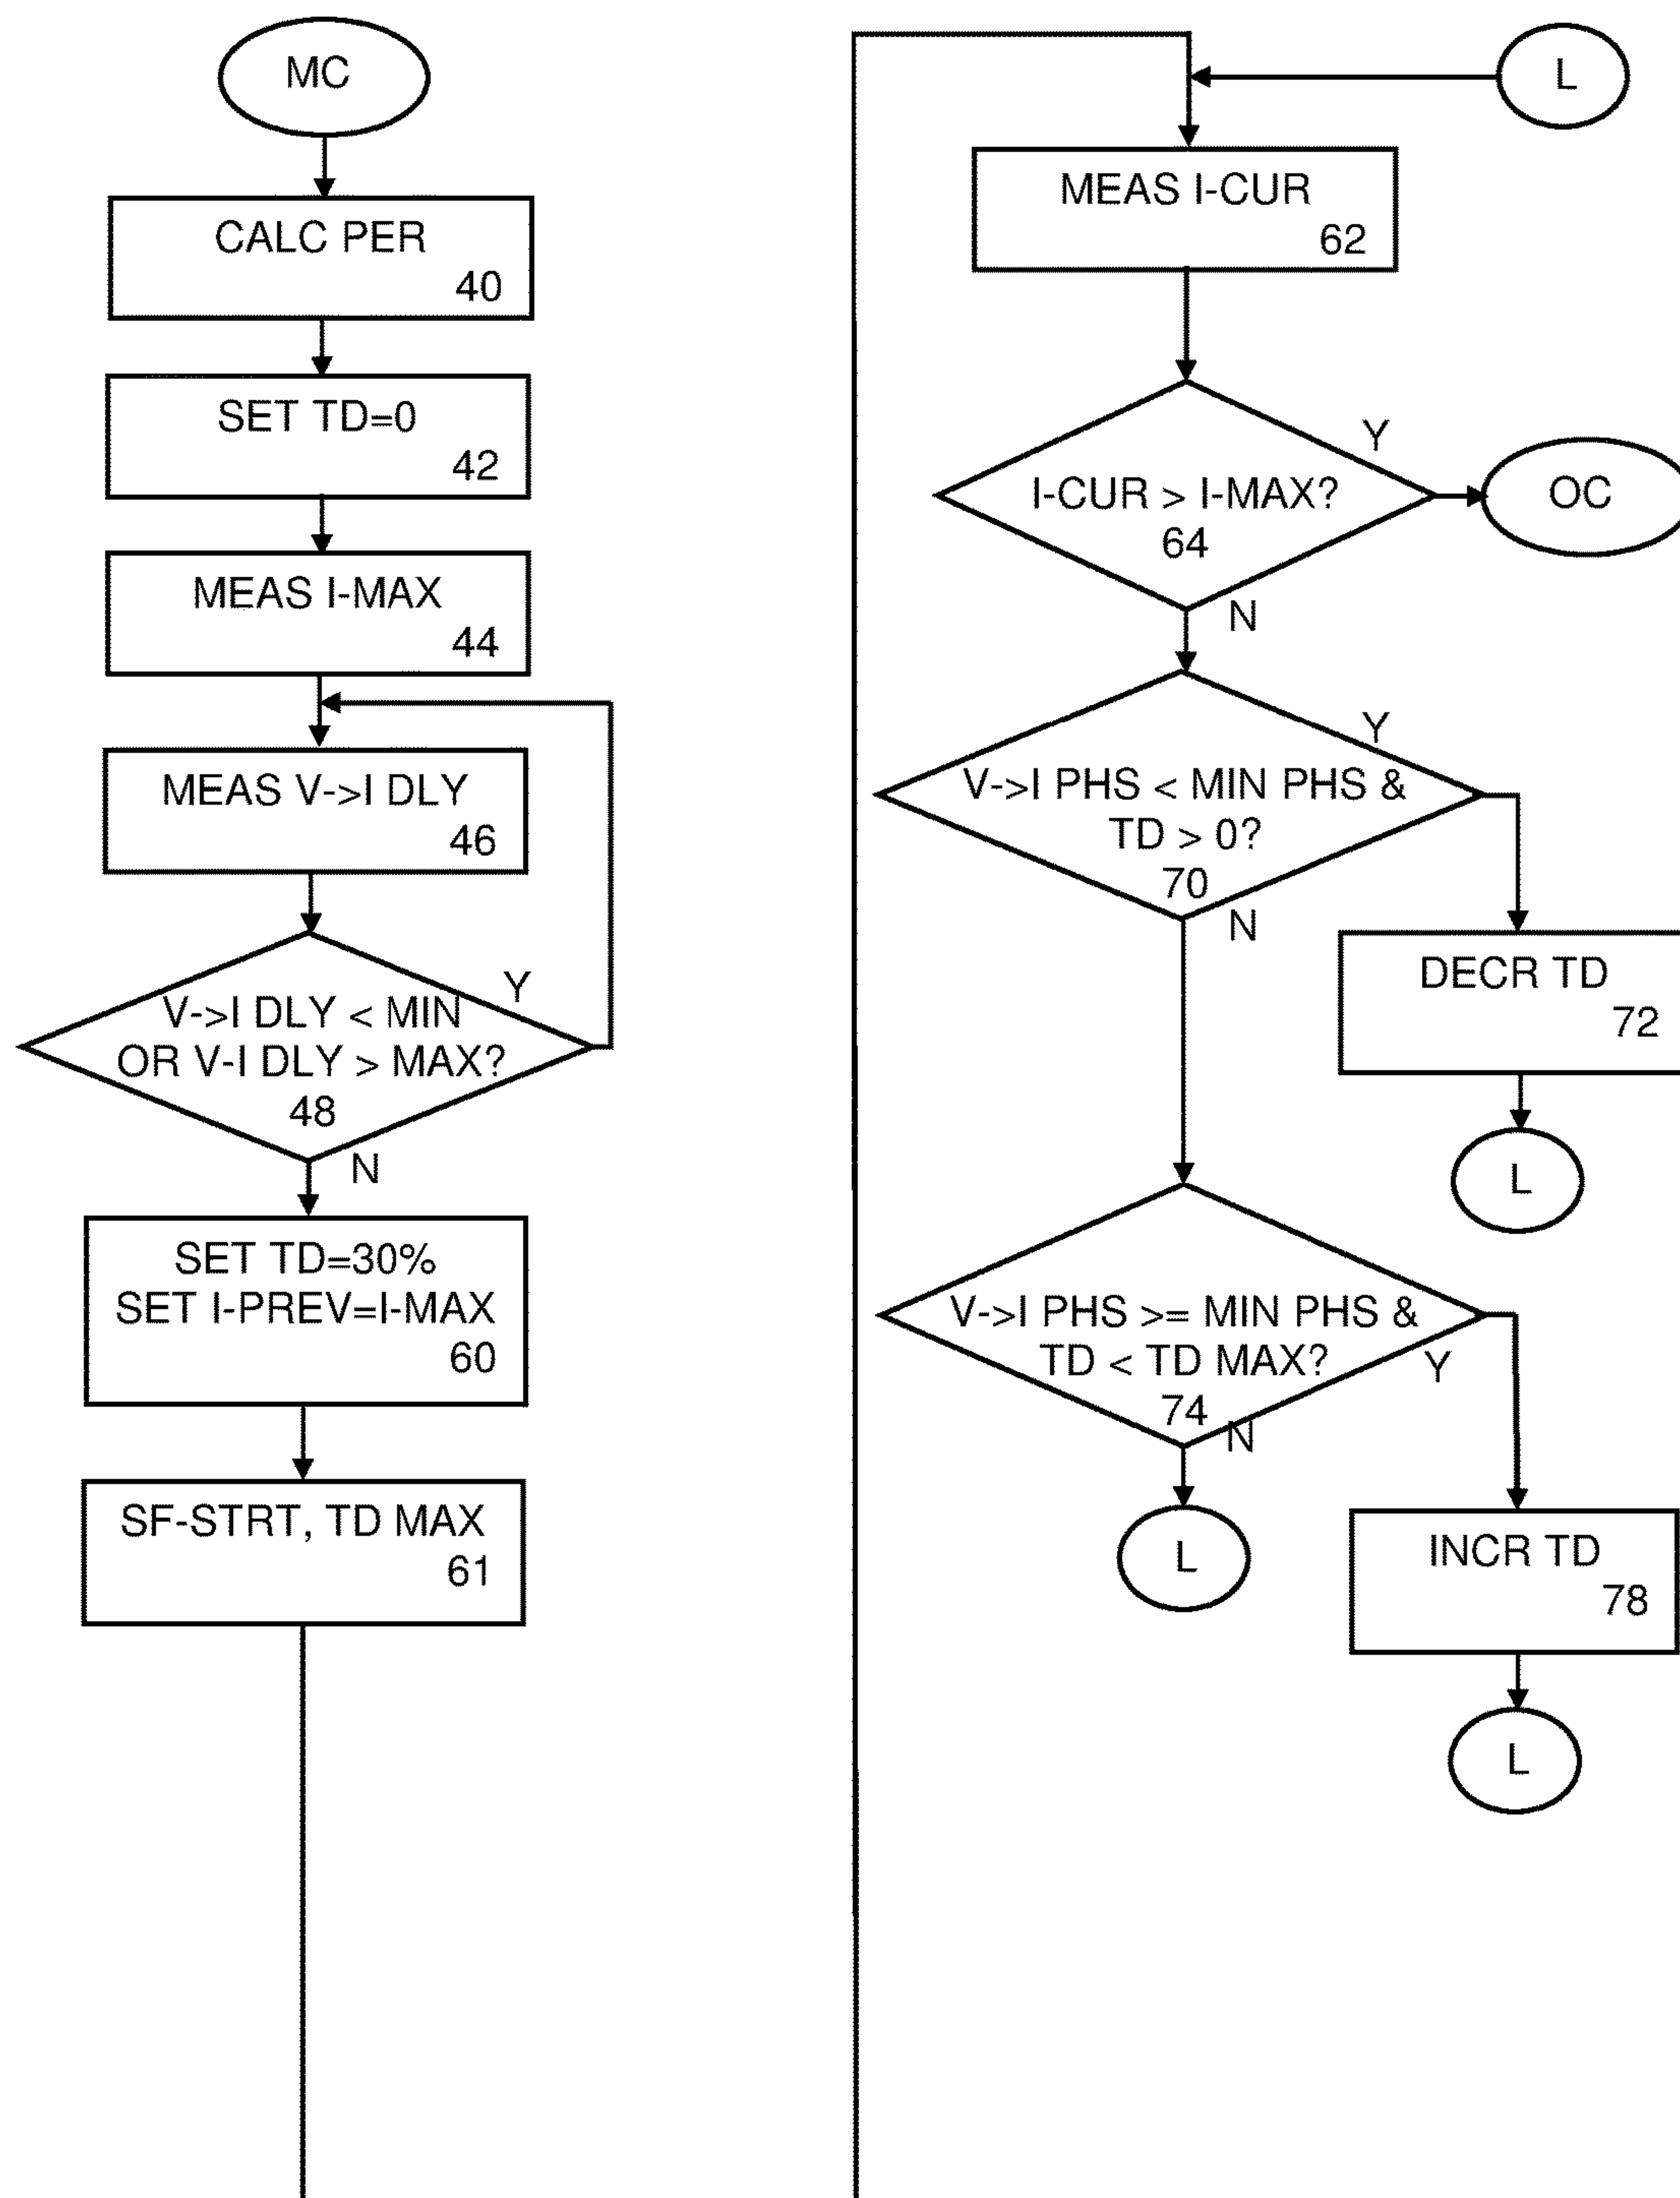 MC
CALC PER
40
SET TD=0
42
MEAS I-MAX
44
MEAS V->I DLY
46
V->I DLY < MIN
OR V-I DLY > MAX?
48
Y
N
SET TD=30%
SET I-PREV=I-MAX
60
SF-STRT, TD MAX
61
L
MEAS I-CUR
62
I-CUR > I-MAX?
64
Y
OC
N
V->I PHS < MIN PHS &
TD > 0?
70
Y
N
DECR TD
72
L
V->I PHS >= MIN PHS &
TD < TD MAX?
74
Y
N
L
INCR TD
78
L